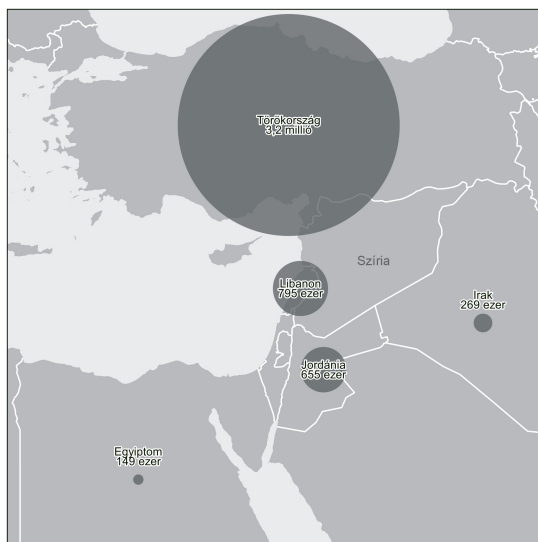 Törökország
3,2 millió
Szíria
Libanon
795 ezer
Irak
269 ezer
Jordánia
655 ezer
Egyiptom
149 ezer